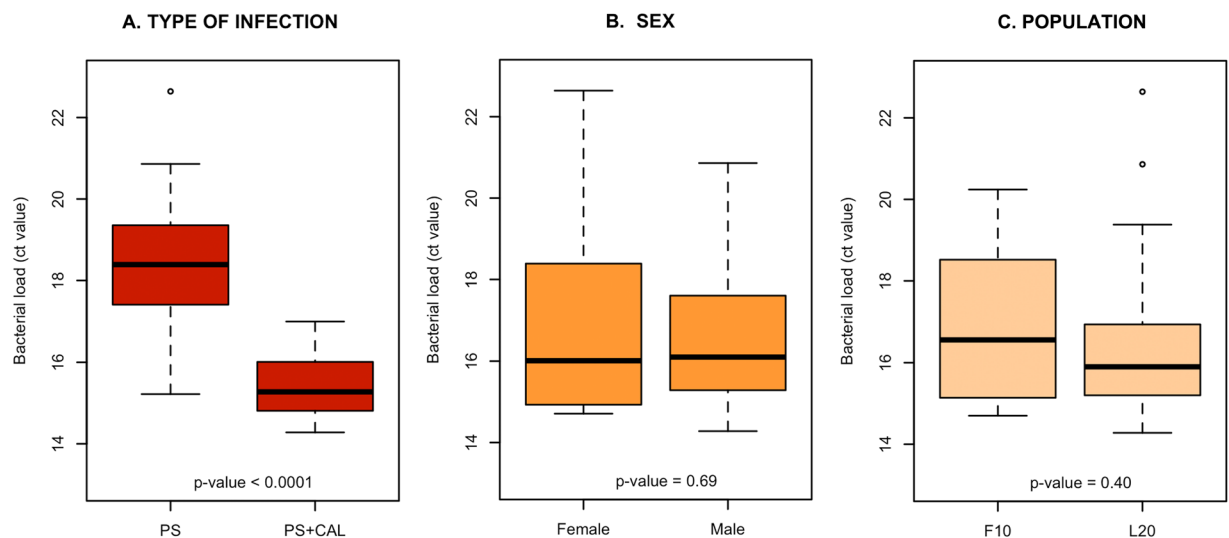 A. TYPE OF INFECTION
Bacterial load (ct value)
22
20
18
16
14
p-value < 0.0001
PS PS+CAL
B. SEX
Bacterial load (ct value)
22
20
18
16
14
p-value = 0.69
Female Male
C. POPULATION
Bacterial load (ct value)
22
20
18
16
14
p-value = 0.40
F10 L20